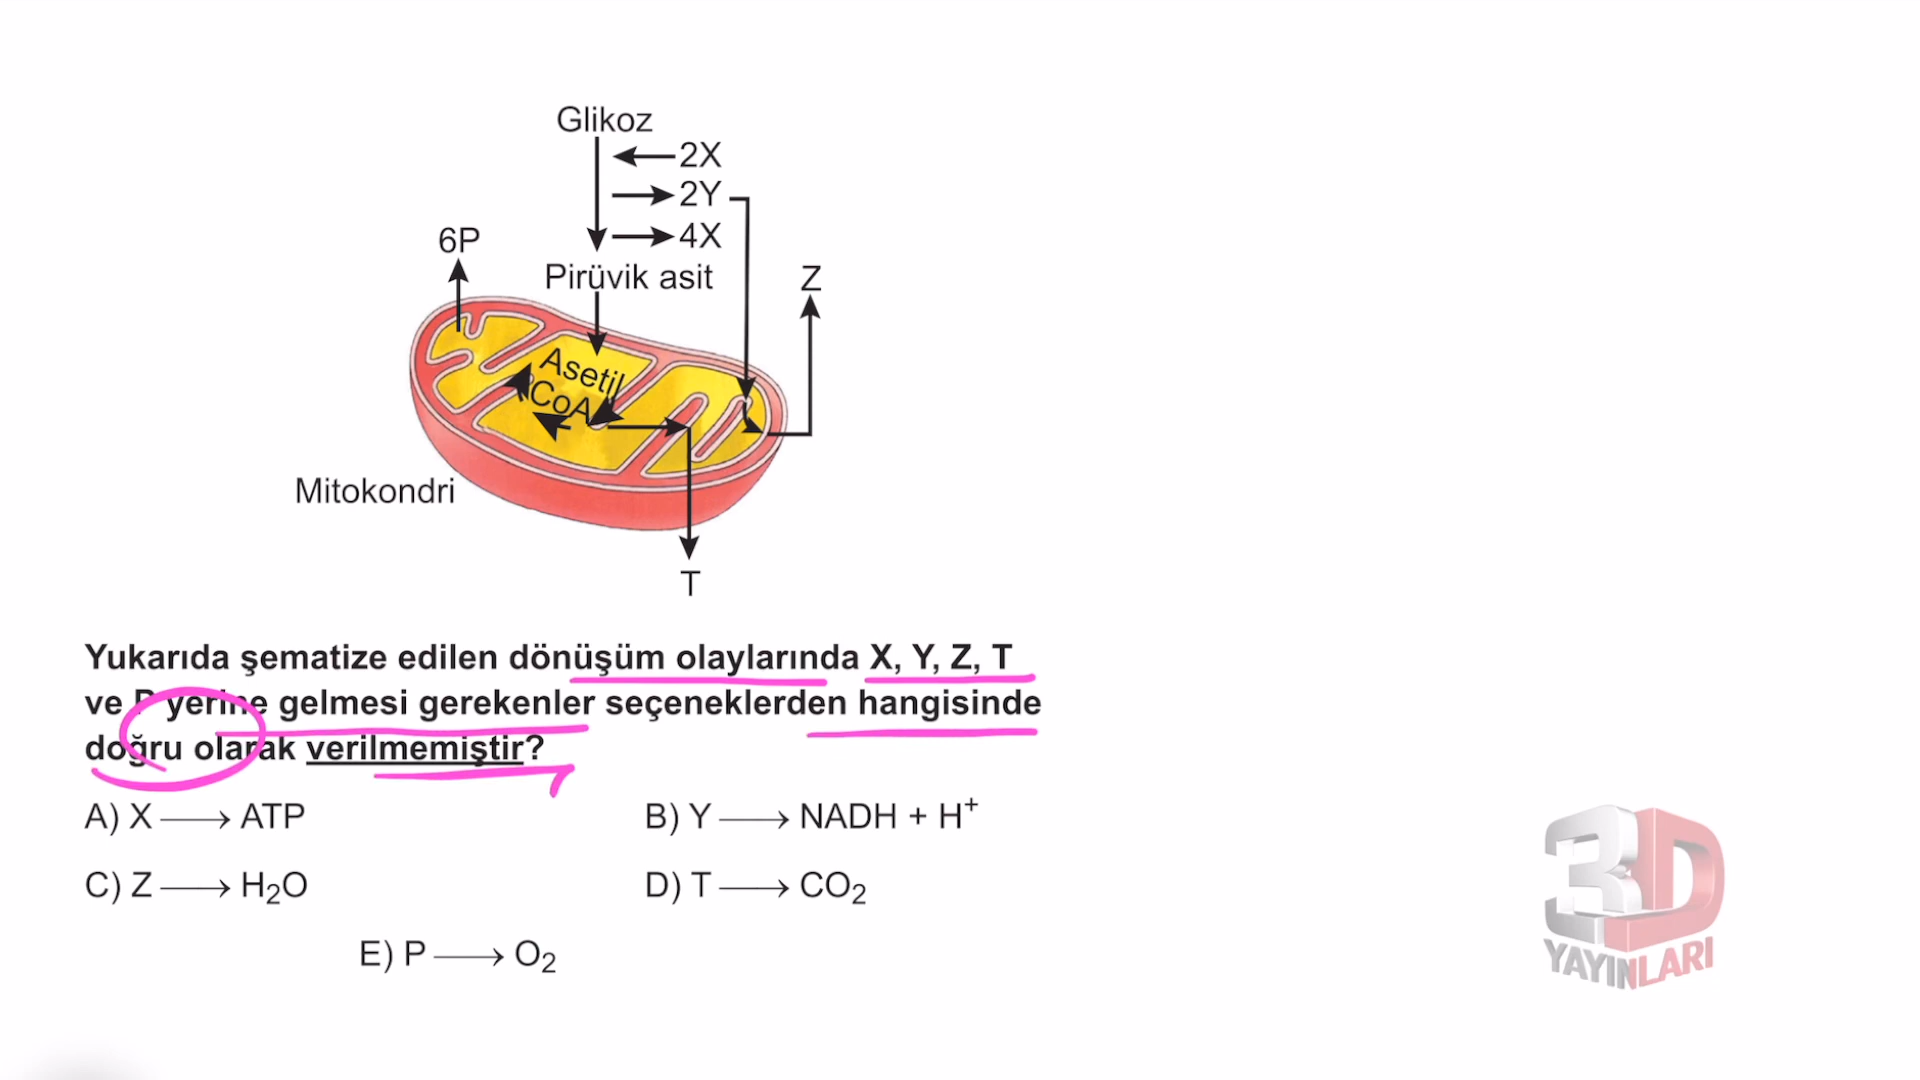 Glikoz
2X
2Y
4X
6P
Pirüvik asit
Z
Asetil
CoA
Mitokondri
T
Yukarıda şematize edilen dönüşüm olaylarında X, Y, Z, T
ve P yerine gelmesi gerekenler seçeneklerden hangisinde
doğru olarak verilmemiştir?
A) X ⟶ ATP
B) Y ⟶ NADH + H⁺
C) Z ⟶ H₂O
D) T ⟶ CO₂
E) P ⟶ O₂
3D
YAYINLARI